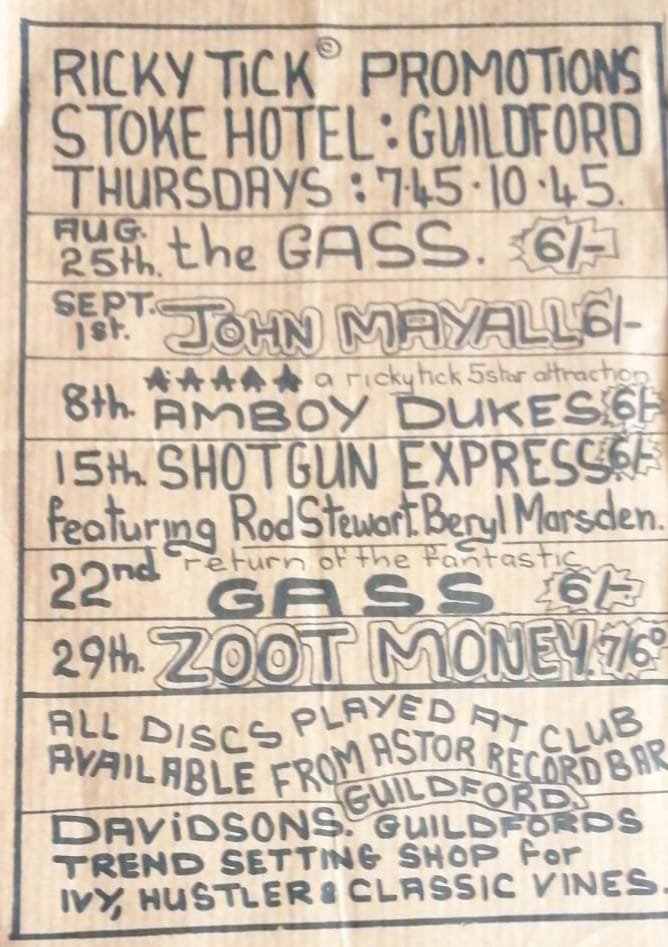 RICKY TICK © PROMOTIONS
STOKE HOTEL : GUILDFORD
THURSDAYS : 7·45·10·45.
AUG. 25th. the GASS. 6/-
SEPT. 1st. JOHN MAYALL 6/-
★★★★★ a rickytick 5 star attraction
8th. AMBOY DUKES 6/-
15th SHOTGUN EXPRESS 6/-
featuring Rod Stewart. Beryl Marsden.
return of the fantastic
22nd GASS 6/-
29th. ZOOT MONEY. 7/6D
ALL DISCS PLAYED AT CLUB
AVAILABLE FROM ASTOR RECORD BAR
GUILDFORD.
DAVIDSONS. GUILDFORDS
TREND SETTING SHOP for
IVY, HUSTLER & CLASSIC VINES.